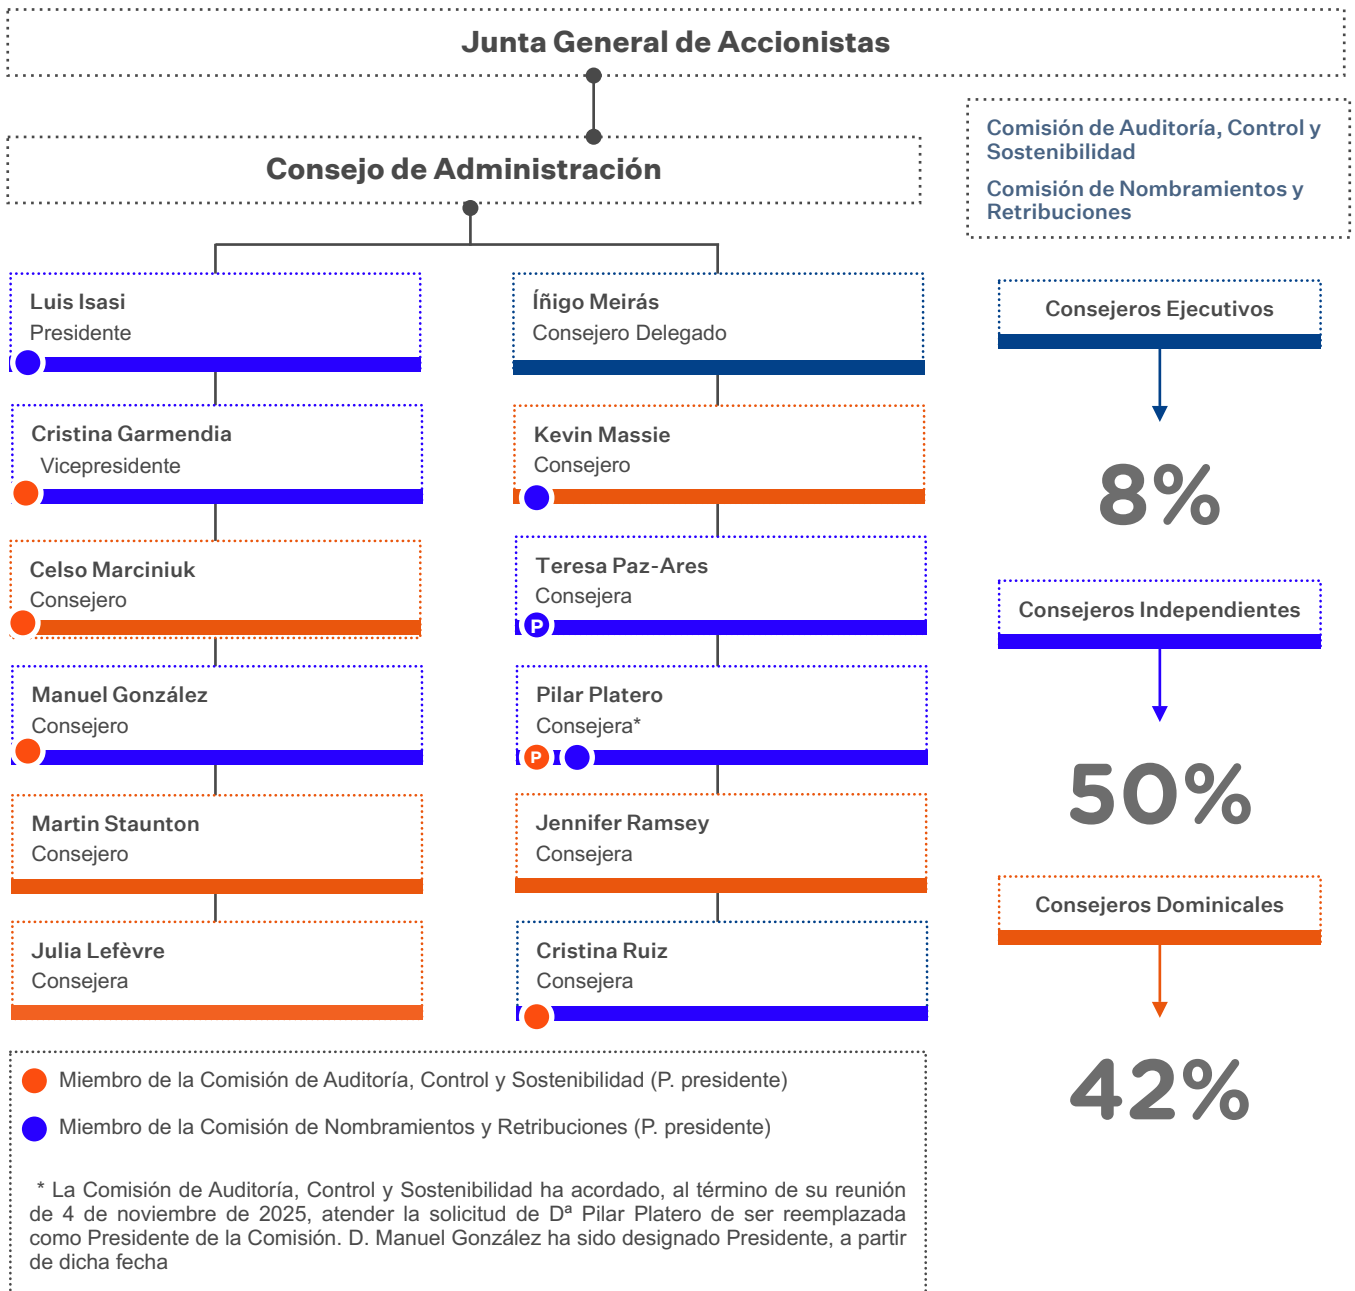 Junta General de Accionistas
Consejo de Administración
Comisión de Auditoría, Control y
Sostenibilidad
Comisión de Nombramientos y
Retribuciones
Luis Isasi
Presidente
Cristina Garmendia
Vicepresidente
Celso Marciniuk
Consejero
Manuel González
Consejero
Martin Staunton
Consejero
Julia Lefèvre
Consejera
Íñigo Meirás
Consejero Delegado
Kevin Massie
Consejero
Teresa Paz-Ares
Consejera
P
Pilar Platero
Consejera*
P
Jennifer Ramsey
Consejera
Cristina Ruiz
Consejera
Consejeros Ejecutivos
8%
Consejeros Independientes
50%
Consejeros Dominicales
42%
Miembro de la Comisión de Auditoría, Control y Sostenibilidad (P. presidente)
Miembro de la Comisión de Nombramientos y Retribuciones (P. presidente)
* La Comisión de Auditoría, Control y Sostenibilidad ha acordado, al término de su reunión
de 4 de noviembre de 2025, atender la solicitud de Dª Pilar Platero de ser reemplazada
como Presidente de la Comisión. D. Manuel González ha sido designado Presidente, a partir
de dicha fecha